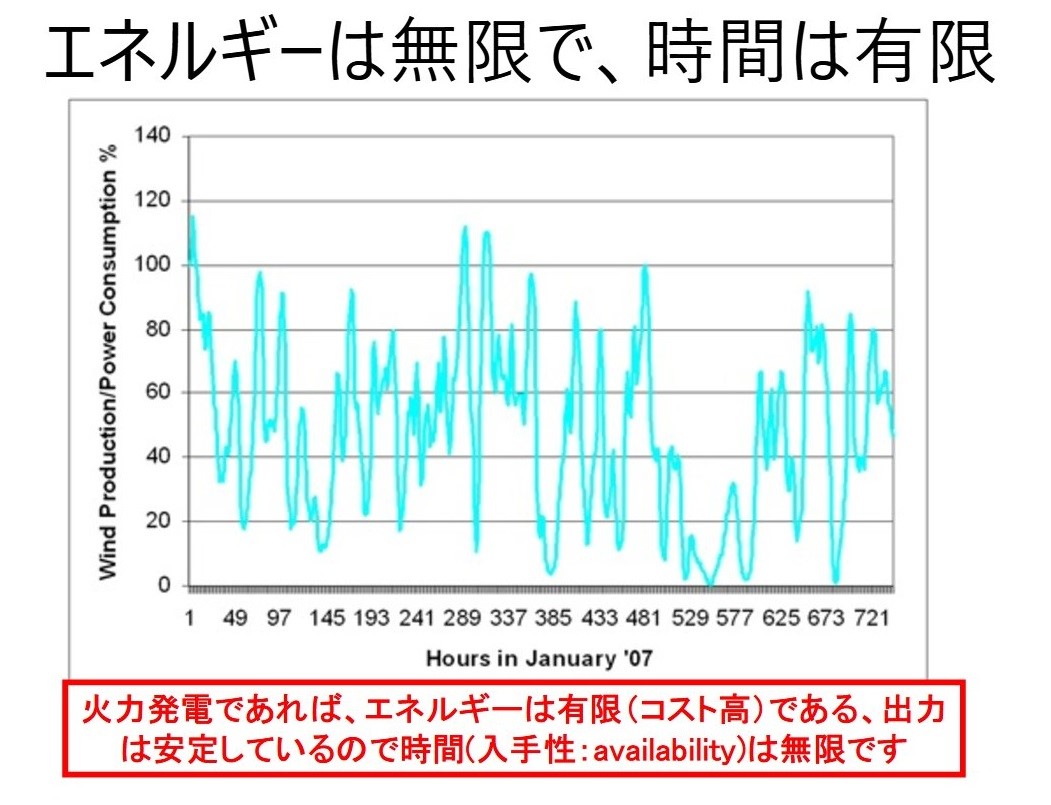 エネルギーは無限で、時間は有限
Wind Production/Power Consumption %
140
120
100
80
60
40
20
0
1 49 97 145 193 241 289 337 385 433 481 529 577 625 673 721
Hours in January '07
火力発電であれば、エネルギーは有限（コスト高）である、出力
は安定しているので時間(入手性：availability)は無限です